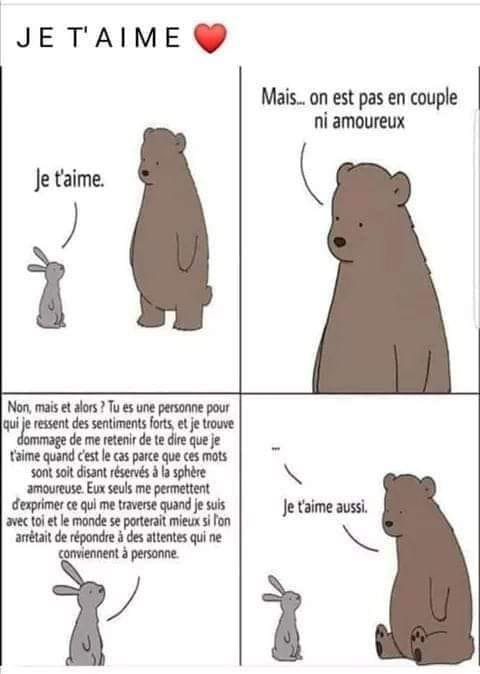 JE T'AIME ❤️
Je t'aime.
Mais... on est pas en couple
ni amoureux
Non, mais et alors ? Tu es une personne pour
qui je ressent des sentiments forts, et je trouve
dommage de me retenir de te dire que je
t'aime quand c'est le cas parce que ces mots
sont soit disant réservés à la sphère
amoureuse. Eux seuls me permettent
d'exprimer ce qui me traverse quand je suis
avec toi et le monde se porterait mieux si l'on
arrêtait de répondre à des attentes qui ne
conviennent à personne.
...
Je t'aime aussi.